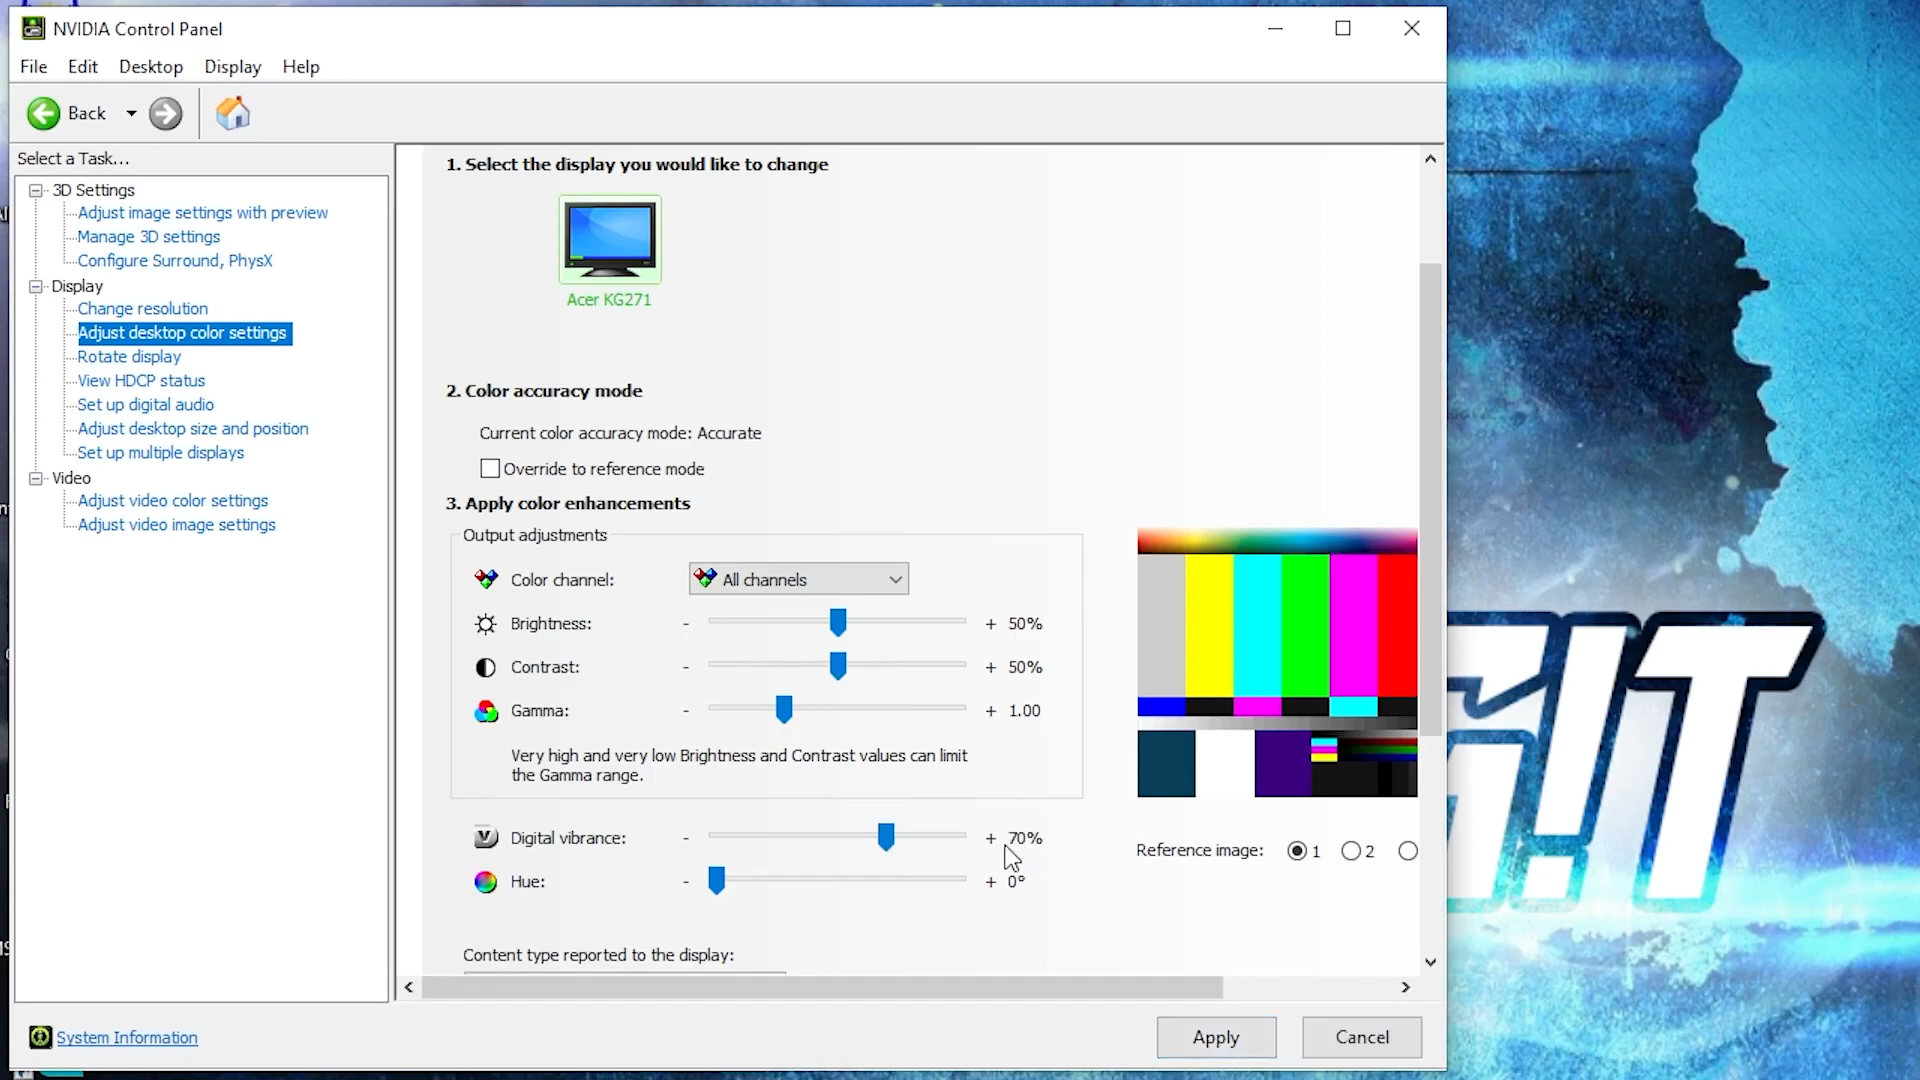 NVIDIA Control Panel
File Edit Desktop Display Help
Back
Select a Task...
3D Settings
Adjust image settings with preview
Manage 3D settings
Configure Surround, PhysX
Display
Change resolution
Adjust desktop color settings
Rotate display
View HDCP status
Set up digital audio
Adjust desktop size and position
Set up multiple displays
Video
Adjust video color settings
Adjust video image settings
1. Select the display you would like to change
Acer KG271
2. Color accuracy mode
Current color accuracy mode: Accurate
Override to reference mode
3. Apply color enhancements
Output adjustments
Color channel: All channels
Brightness: - + 50%
Contrast: - + 50%
Gamma: - + 1.00
Very high and very low Brightness and Contrast values can limit
the Gamma range.
Digital vibrance: - + 70%
Hue: - + 0°
Reference image: 1 2
Content type reported to the display:
System Information
Apply Cancel